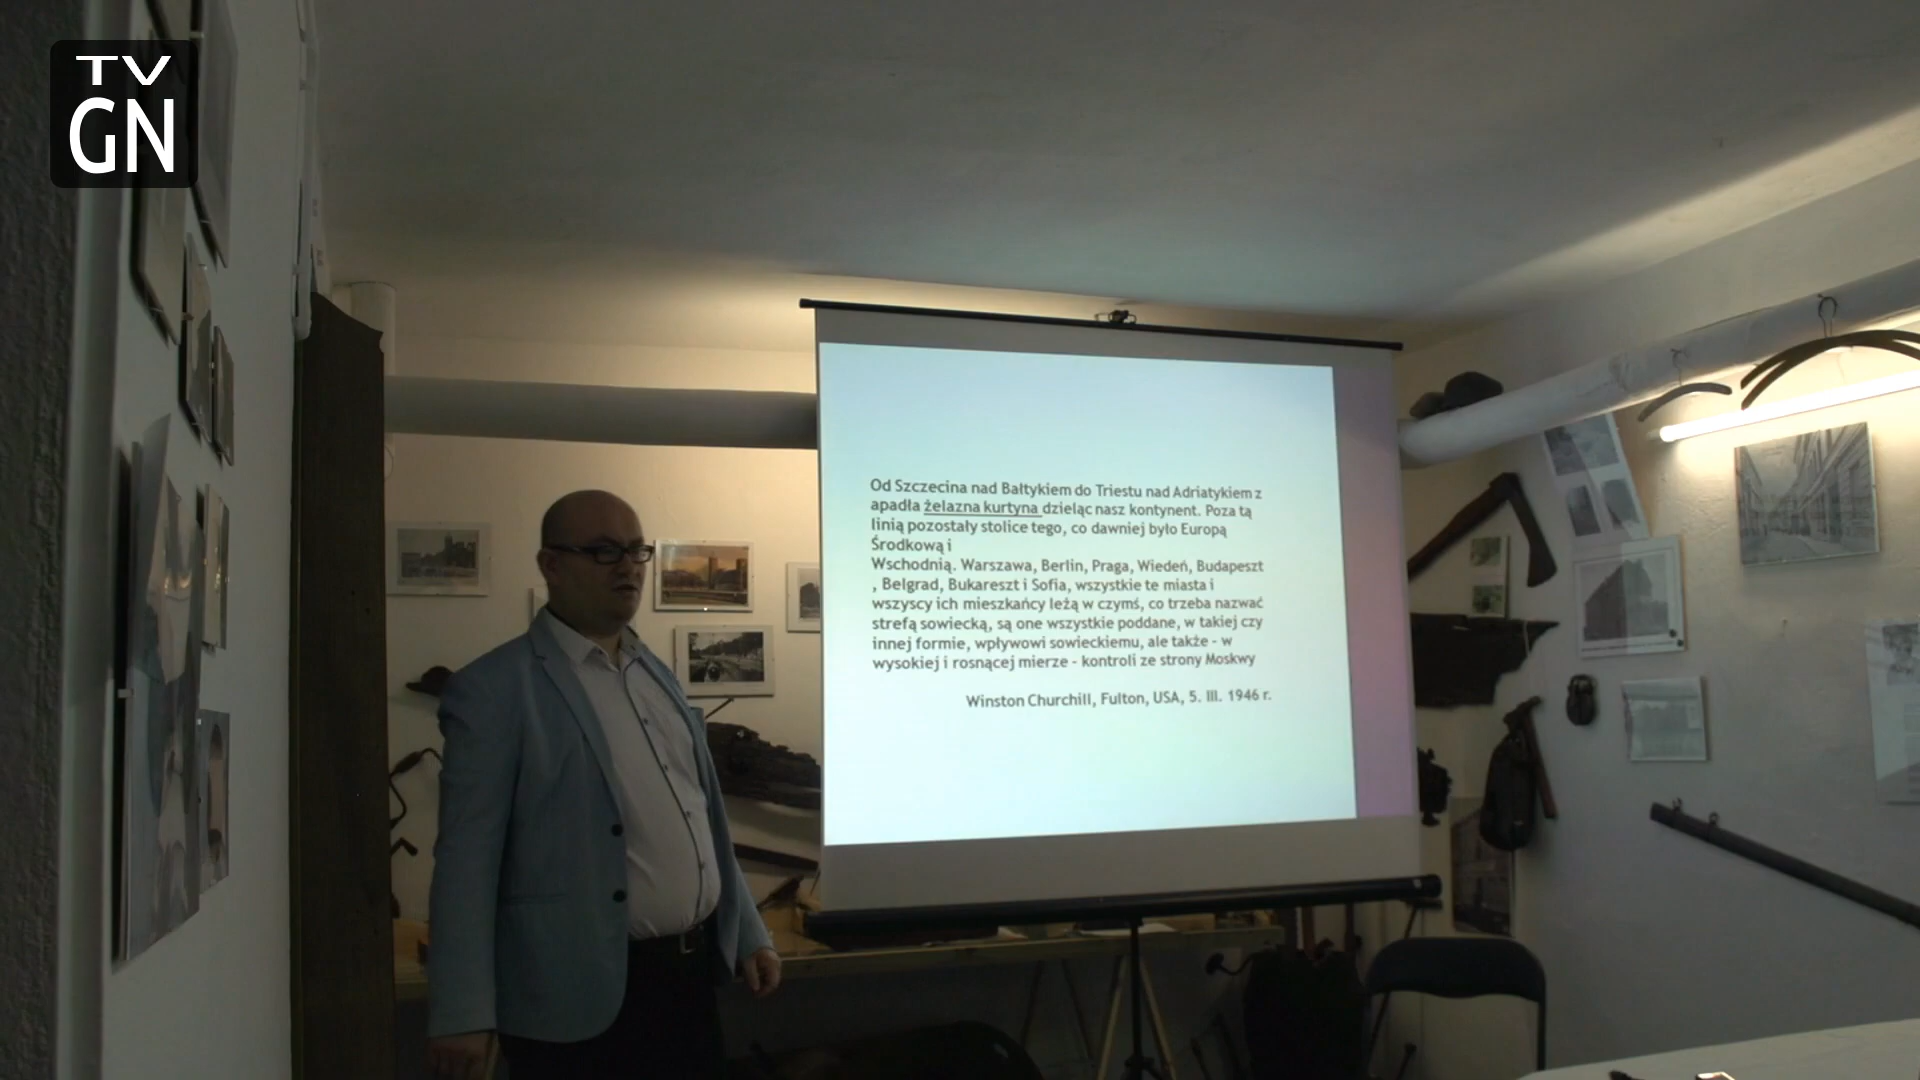 TV
GN
Od Szczecina nad Bałtykiem do Triestu nad Adriatykiem z
apadła żelazna kurtyna dzieląc nasz kontynent. Poza tą
linią pozostały stolice tego, co dawniej było Europą
Środkową i
Wschodnią. Warszawa, Berlin, Praga, Wiedeń, Budapeszt
, Belgrad, Bukareszt i Sofia, wszystkie te miasta i
wszyscy ich mieszkańcy leżą w czymś, co trzeba nazwać
strefą sowiecką, są one wszystkie poddane, w takiej czy
innej formie, wpływowi sowieckiemu, ale także - w
wysokiej i rosnącej mierze - kontroli ze strony Moskwy
Winston Churchill, Fulton, USA, 5. III. 1946 r.